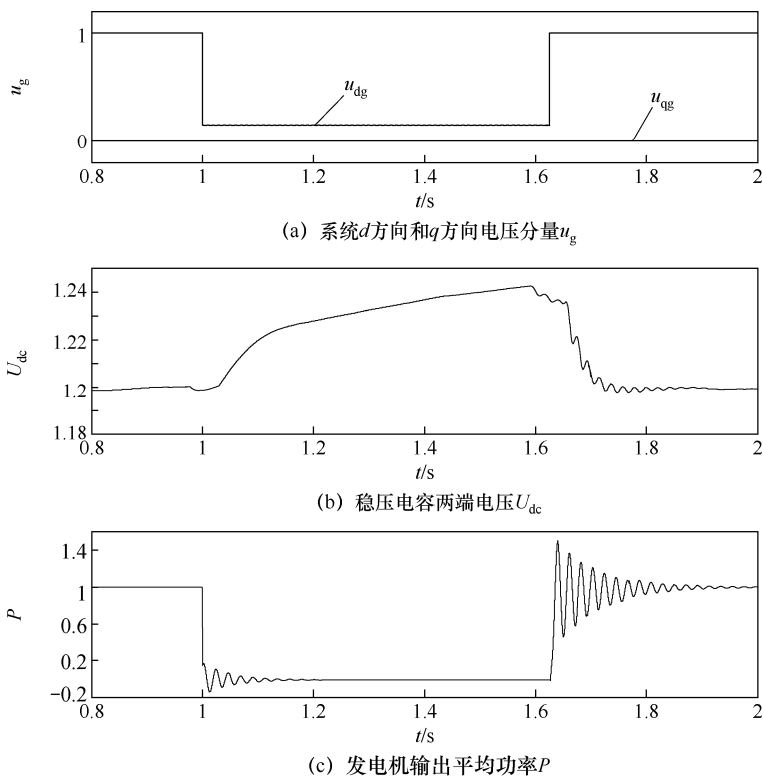 u_g
1
0
u_dg
u_qg
0.8 1 1.2 1.4 1.6 1.8 2
t/s
(a) 系统d方向和q方向电压分量u_g
U_dc
1.24
1.22
1.2
1.18
0.8 1 1.2 1.4 1.6 1.8 2
t/s
(b) 稳压电容两端电压U_dc
P
1.4
1
0.6
0.2
−0.2
0.8 1 1.2 1.4 1.6 1.8 2
t/s
(c) 发电机输出平均功率P